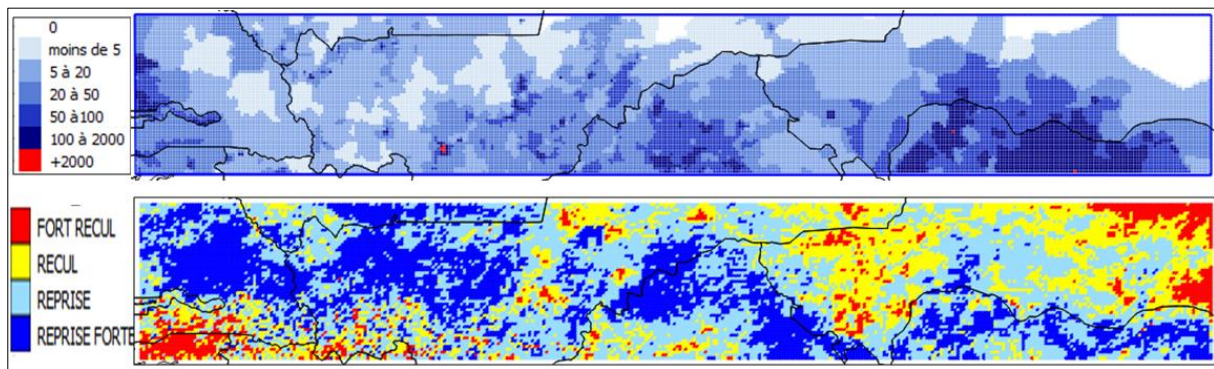 0
moins de 5
5 à 20
20 à 50
50 à100
100 à 2000
+2000
FORT RECUL
RECUL
REPRISE
REPRISE FORTE